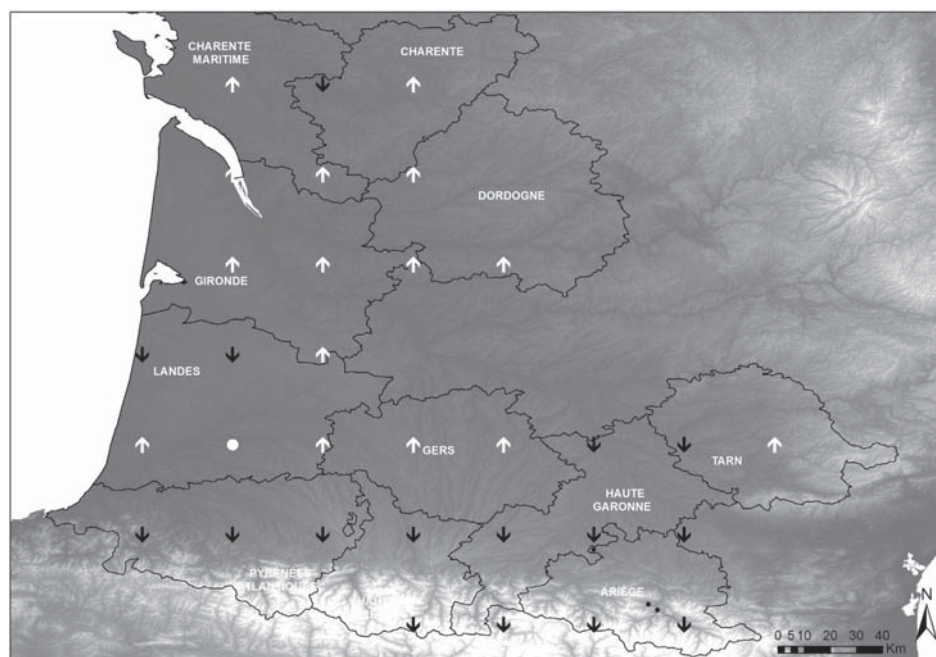 CHARENTE
MARITIME
CHARENTE
DORDOGNE
GIRONDE
LANDES
GERS
TARN
HAUTE
GARONNE
ARIÈGE
N
0 5 10 20 30 40
Km